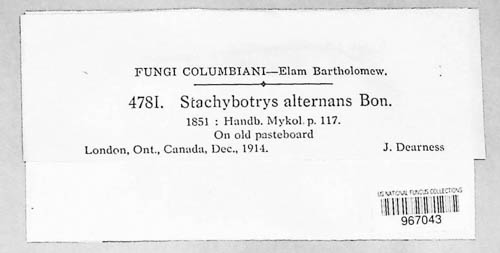 FUNGI COLUMBIANI—Elam Bartholomew.
4781. Stachybotrys alternans Bon.
1851 : Handb. Mykol. p. 117.
On old pasteboard
London, Ont., Canada, Dec., 1914. J. Dearness
US NATIONAL FUNGUS COLLECTIONS
967043